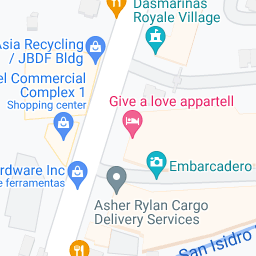 Dasmarinas
Royale Village
Asia Recycling
/ JBDF Bldg
el Commercial
Complex 1
Shopping center
Give a love appartell
Embarcadero
rdware Inc
e ferramentas
Asher Rylan Cargo
Delivery Services
San Isidro